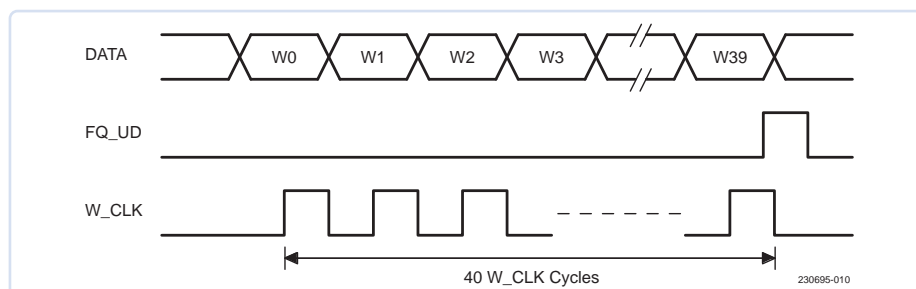 DATA W0 W1 W2 W3 W39
FQ_UD
W_CLK
40 W_CLK Cycles
230695-010